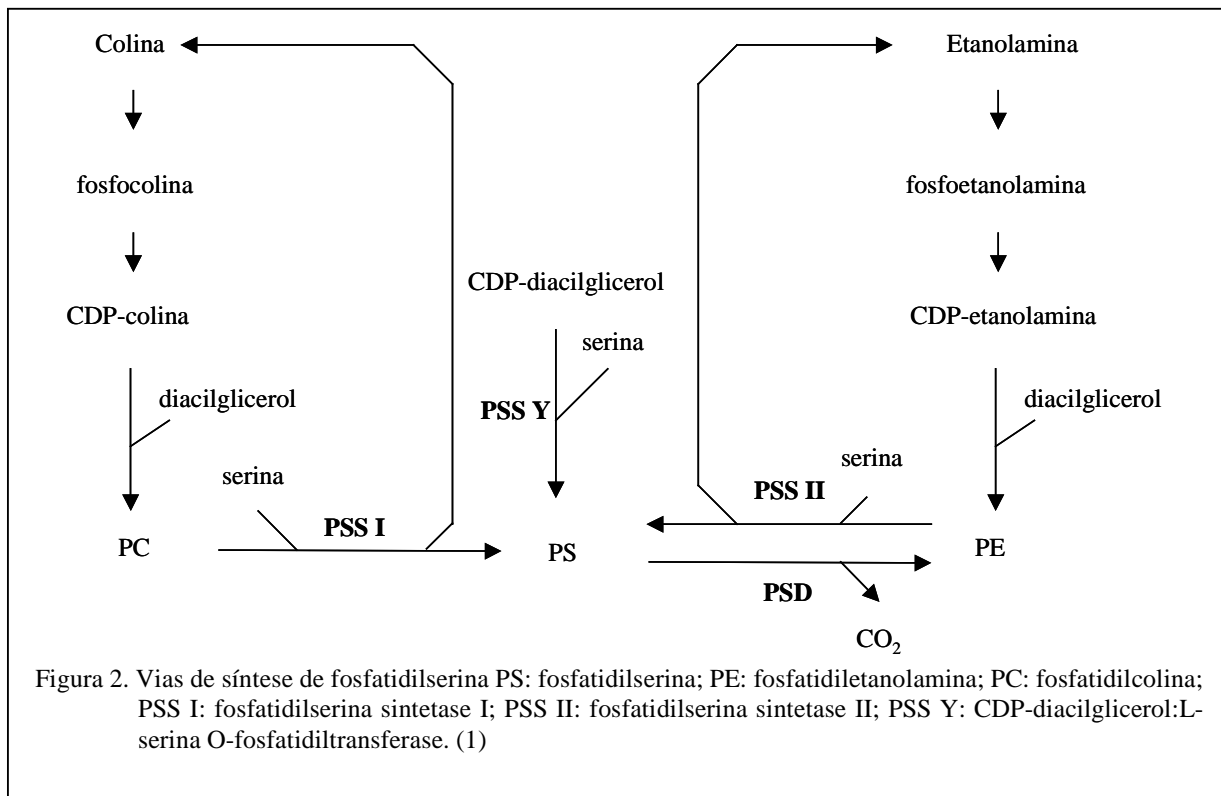 Colina
Etanolamina
fosfocolina
fosfoetanolamina
CDP-diacilglicerol
CDP-colina
CDP-etanolamina
serina
diacilglicerol
PSS Y
diacilglicerol
serina
PSS I
PSS II
serina
PC
PS
PE
PSD
CO₂
Figura 2. Vias de síntese de fosfatidilserina PS: fosfatidilserina; PE: fosfatidiletanolamina; PC: fosfatidilcolina;
PSS I: fosfatidilserina sintetase I; PSS II: fosfatidilserina sintetase II; PSS Y: CDP-diacilglicerol:L-
serina O-fosfatidiltransferase. (1)